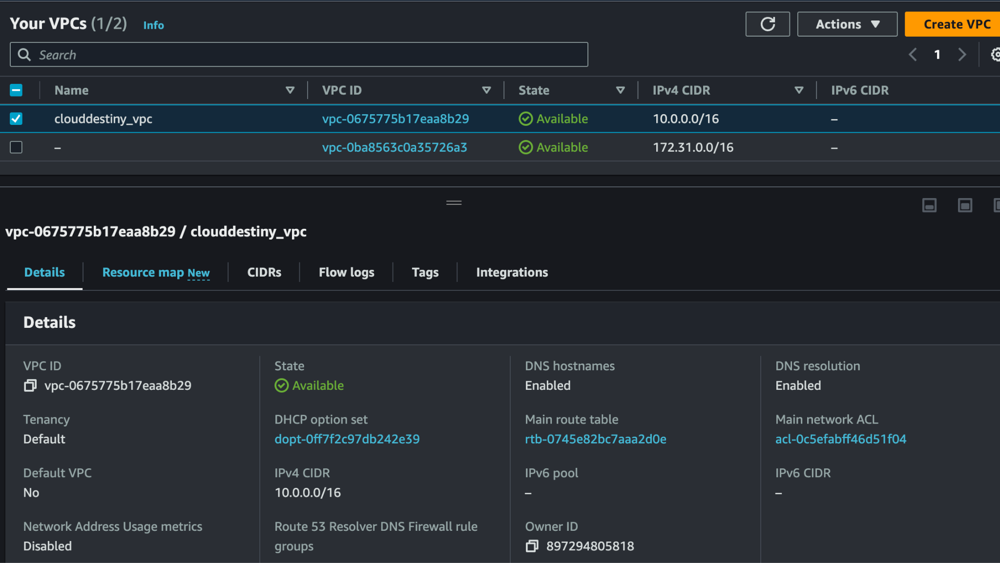 Your VPCs (1/2) Info
Actions Create VPC
Search
1
Name VPC ID State IPv4 CIDR IPv6 CIDR
clouddestiny_vpc vpc-0675775b17eaa8b29 Available 10.0.0.0/16 –
– vpc-0ba8563c0a35726a3 Available 172.31.0.0/16 –
vpc-0675775b17eaa8b29 / clouddestiny_vpc
Details Resource map New CIDRs Flow logs Tags Integrations
Details
VPC ID State DNS hostnames DNS resolution
vpc-0675775b17eaa8b29 Available Enabled Enabled
Tenancy DHCP option set Main route table Main network ACL
Default dopt-0ff7f2c97db242e39 rtb-0745e82bc7aaa2d0e acl-0c5efabff46d51f04
Default VPC IPv4 CIDR IPv6 pool IPv6 CIDR
No 10.0.0.0/16 – –
Network Address Usage metrics Route 53 Resolver DNS Firewall rule Owner ID
Disabled groups 897294805818